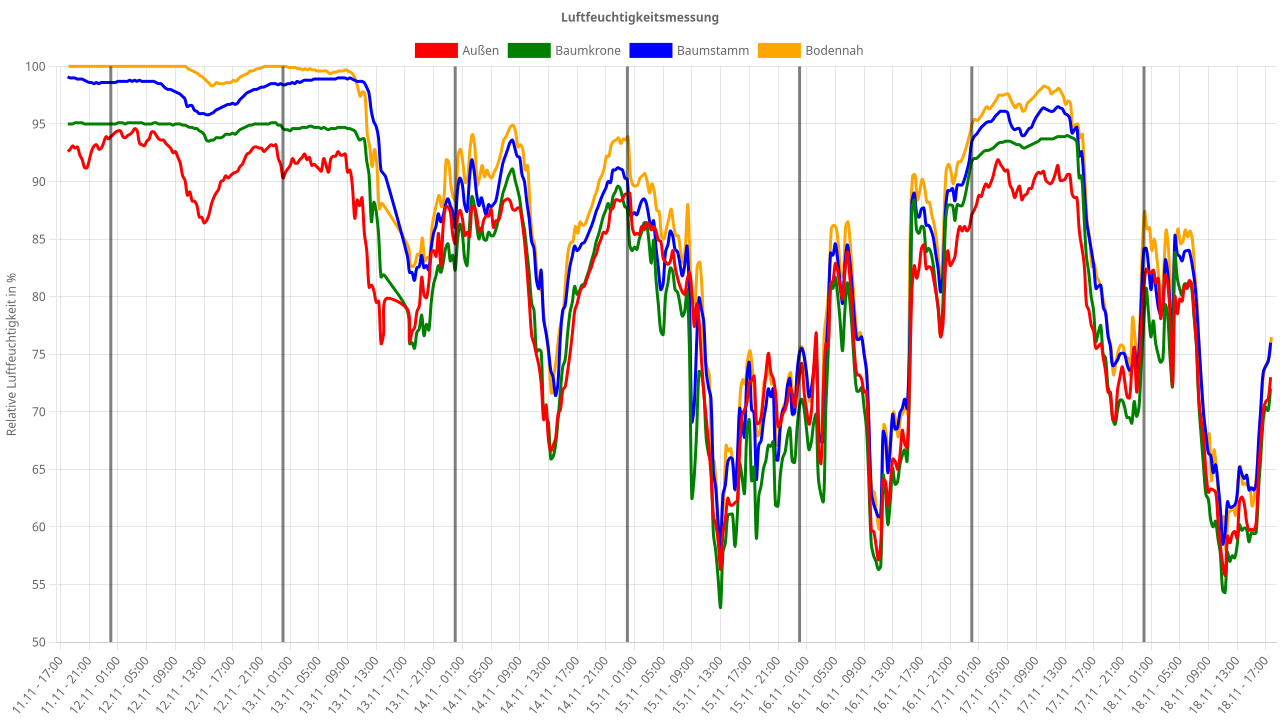 Luftfeuchtigkeitsmessung
Außen Baumkrone Baumstamm Bodennah
Relative Luftfeuchtigkeit in %
100
95
90
85
80
75
70
65
60
55
50
11.11 - 17:00
11.11 - 21:00
12.11 - 01:00
12.11 - 05:00
12.11 - 09:00
12.11 - 13:00
12.11 - 17:00
12.11 - 21:00
13.11 - 01:00
13.11 - 05:00
13.11 - 09:00
13.11 - 13:00
13.11 - 17:00
13.11 - 21:00
14.11 - 01:00
14.11 - 05:00
14.11 - 09:00
14.11 - 13:00
14.11 - 17:00
14.11 - 21:00
15.11 - 01:00
15.11 - 05:00
15.11 - 09:00
15.11 - 13:00
15.11 - 17:00
15.11 - 21:00
16.11 - 01:00
16.11 - 05:00
16.11 - 09:00
16.11 - 13:00
16.11 - 17:00
16.11 - 21:00
17.11 - 01:00
17.11 - 05:00
17.11 - 09:00
17.11 - 13:00
17.11 - 17:00
17.11 - 21:00
18.11 - 01:00
18.11 - 05:00
18.11 - 09:00
18.11 - 13:00
18.11 - 17:00